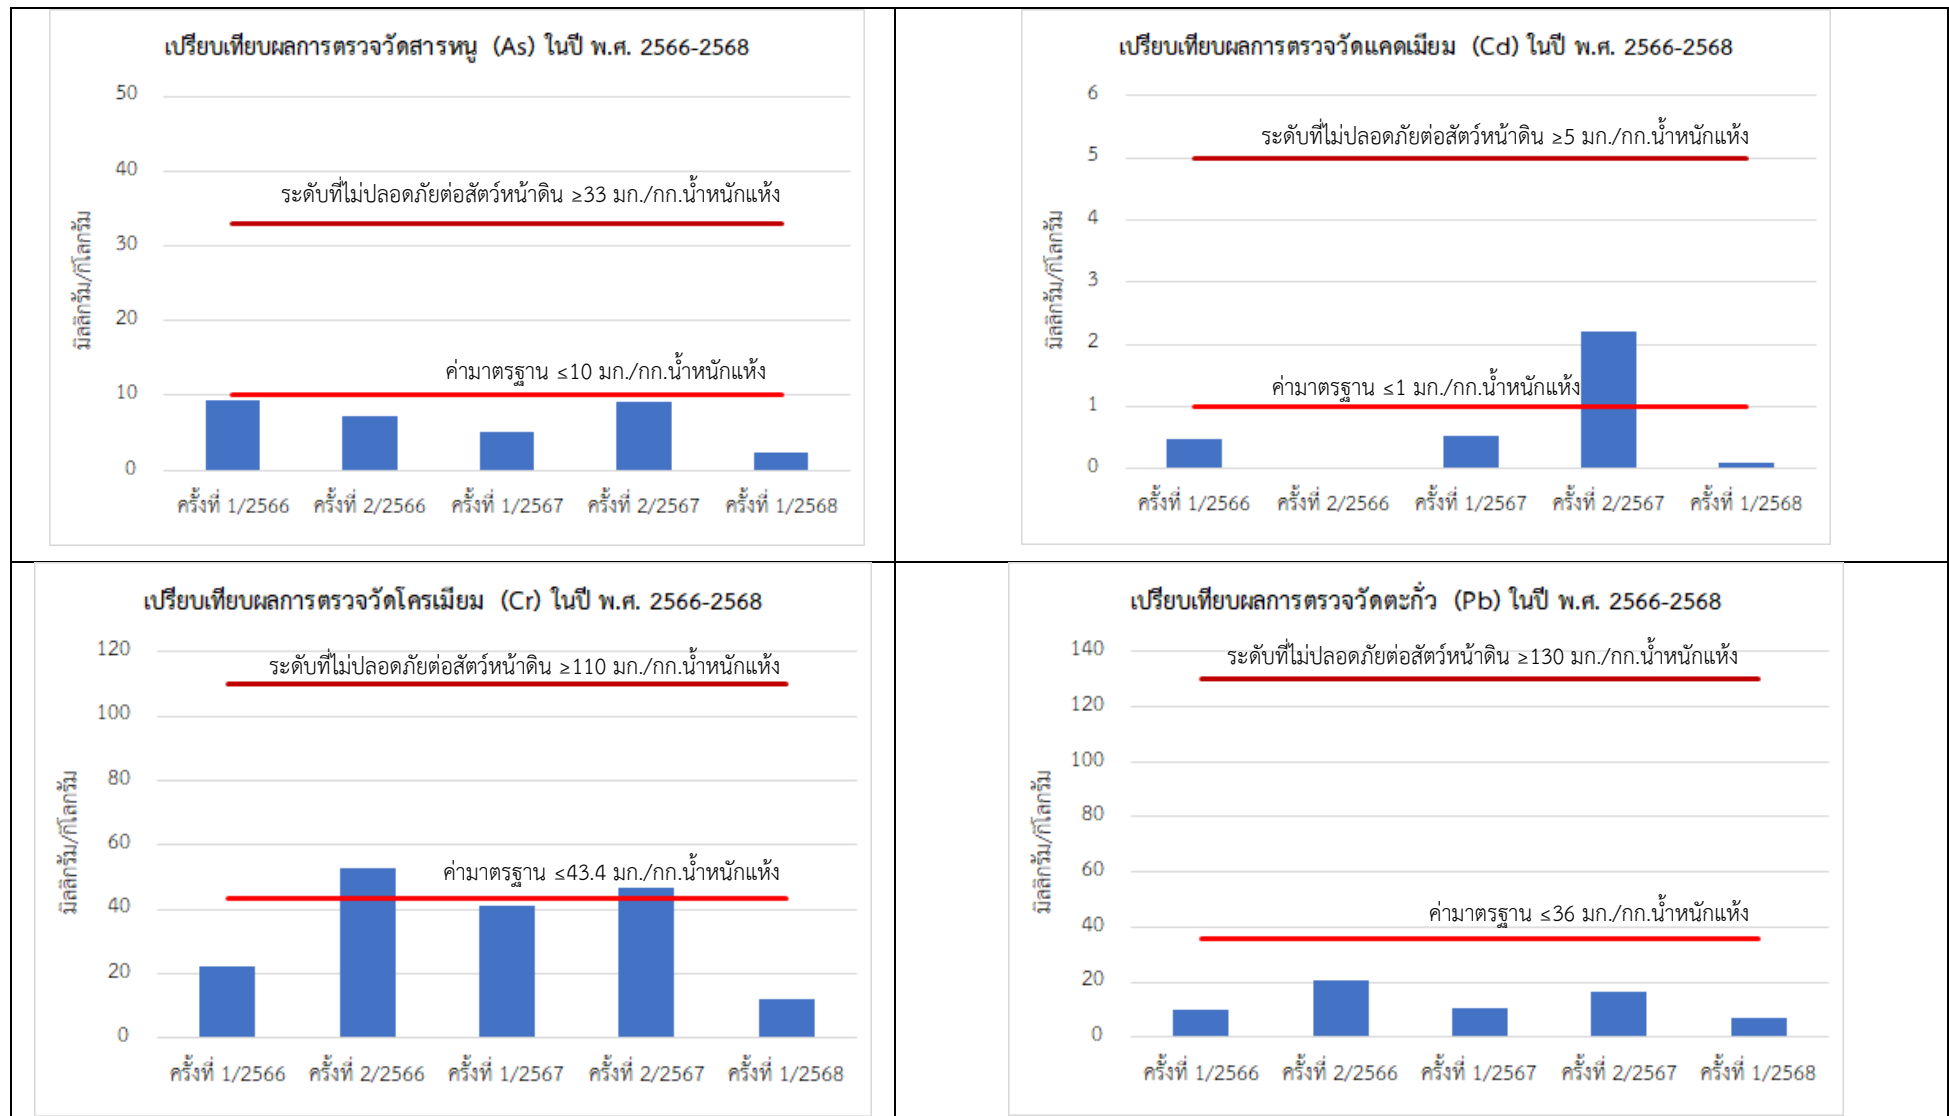 เปรียบเทียบผลการตรวจวัดสารหนู (As) ในปี พ.ศ. 2566-2568
50
ระดับที่ไม่ปลอดภัยต่อสัตว์หน้าดิน ≥33 มก./กก.น้ำหนักแห้ง
40
30
20
ค่ามาตรฐาน ≤10 มก./กก.น้ำหนักแห้ง
10
0
มิลลิกรัม/กิโลกรัม
ครั้งที่ 1/2566 ครั้งที่ 2/2566 ครั้งที่ 1/2567 ครั้งที่ 2/2567 ครั้งที่ 1/2568
เปรียบเทียบผลการตรวจวัดแคดเมียม (Cd) ในปี พ.ศ. 2566-2568
6
ระดับที่ไม่ปลอดภัยต่อสัตว์หน้าดิน ≥5 มก./กก.น้ำหนักแห้ง
5
4
3
2
ค่ามาตรฐาน ≤1 มก./กก.น้ำหนักแห้ง
1
0
มิลลิกรัม/กิโลกรัม
ครั้งที่ 1/2566 ครั้งที่ 2/2566 ครั้งที่ 1/2567 ครั้งที่ 2/2567 ครั้งที่ 1/2568
เปรียบเทียบผลการตรวจวัดโครเมียม (Cr) ในปี พ.ศ. 2566-2568
120
ระดับที่ไม่ปลอดภัยต่อสัตว์หน้าดิน ≥110 มก./กก.น้ำหนักแห้ง
100
80
60
ค่ามาตรฐาน ≤43.4 มก./กก.น้ำหนักแห้ง
40
20
0
มิลลิกรัม/กิโลกรัม
ครั้งที่ 1/2566 ครั้งที่ 2/2566 ครั้งที่ 1/2567 ครั้งที่ 2/2567 ครั้งที่ 1/2568
เปรียบเทียบผลการตรวจวัดตะกั่ว (Pb) ในปี พ.ศ. 2566-2568
140
ระดับที่ไม่ปลอดภัยต่อสัตว์หน้าดิน ≥130 มก./กก.น้ำหนักแห้ง
120
100
80
60
ค่ามาตรฐาน ≤36 มก./กก.น้ำหนักแห้ง
40
20
0
มิลลิกรัม/กิโลกรัม
ครั้งที่ 1/2566 ครั้งที่ 2/2566 ครั้งที่ 1/2567 ครั้งที่ 2/2567 ครั้งที่ 1/2568